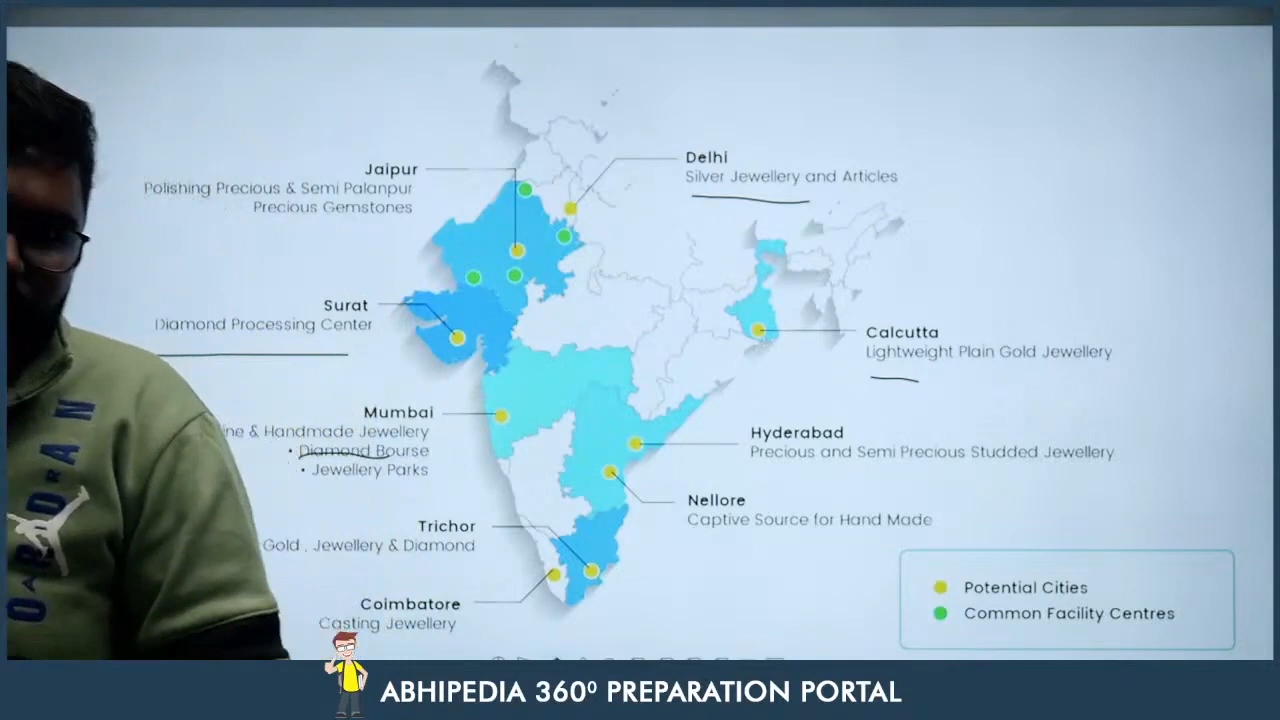 Jaipur
Polishing Precious & Semi Palanpur
Precious Gemstones
Delhi
Silver Jewellery and Articles
Surat
Diamond Processing Center
Calcutta
Lightweight Plain Gold Jewellery
Mumbai
& Handmade Jewellery
• Diamond Bourse
• Jewellery Parks
Hyderabad
Precious and Semi Precious Studded Jewellery
Nellore
Captive Source for Hand Made
Trichor
Gold , Jewellery & Diamond
Coimbatore
Casting Jewellery
Potential Cities
Common Facility Centres
JORDAN
ABHIPEDIA 360⁰ PREPARATION PORTAL